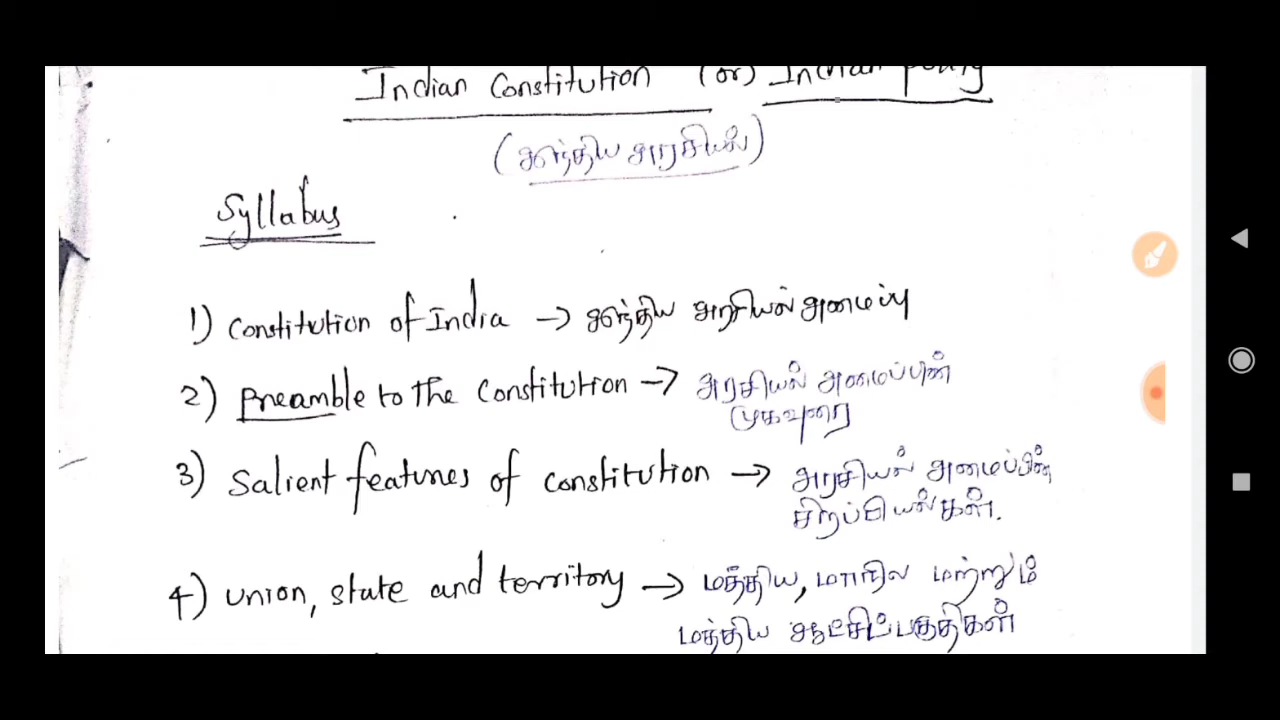 Indian Constitution (or) Indian polity
(இந்திய அரசியல்)
Syllabus
1) Constitution of India → இந்திய அரசியல் அமைப்பு
2) Preamble to the Constitution → அரசியல் அமைப்பின்
முகவுரை
3) Salient features of constitution → அரசியல் அமைப்பின்
சிறப்பியல்கள்.
4) Union, state and territory → மத்திய, மாநில மற்றும்
மத்திய ஆட்சிப்பகுதிகள்